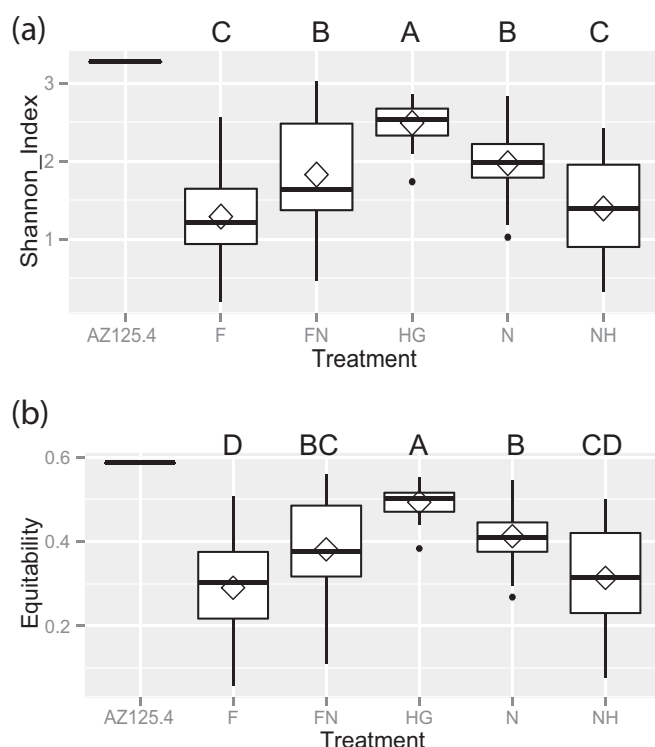 (a)
C B A B C
3
2
1
Shannon_Index
AZ125.4 F FN HG N NH
Treatment
(b)
D BC A B CD
0.6
0.4
0.2
Equitability
AZ125.4 F FN HG N NH
Treatment